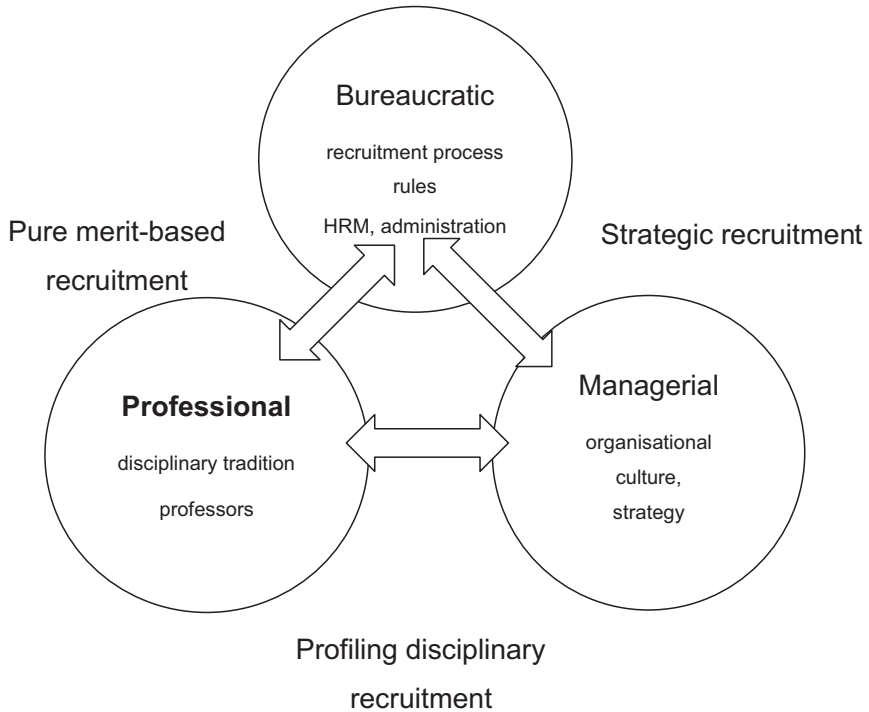 Bureaucratic
recruitment process
rules
HRM, administration
Pure merit-based
recruitment
Strategic recruitment
Professional
disciplinary tradition
professors
Managerial
organisational
culture,
strategy
Profiling disciplinary
recruitment